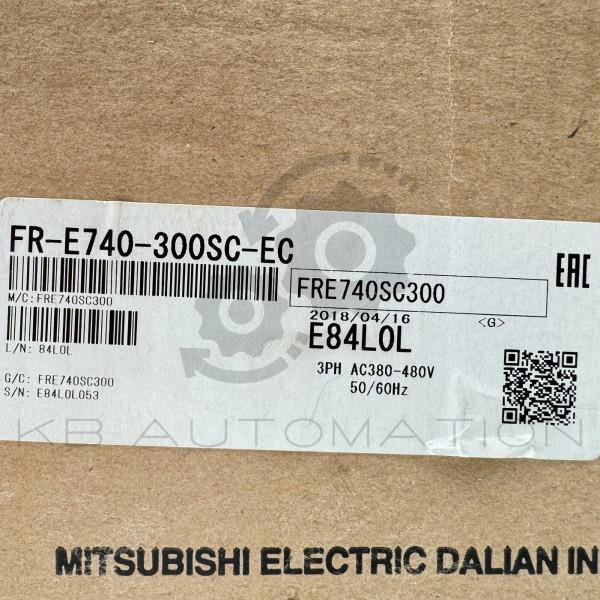 FR-E740-300SC-EC
EAC
M/C:FRE740SC300
FRE740SC300
2018/04/16
<G>
E84L0L
L/N: 84L0L
3PH AC380-480V
50/60Hz
G/C: FRE740SC300
S/N: E84L0L053
KB AUTOMATION
MITSUBISHI ELECTRIC DALIAN IN